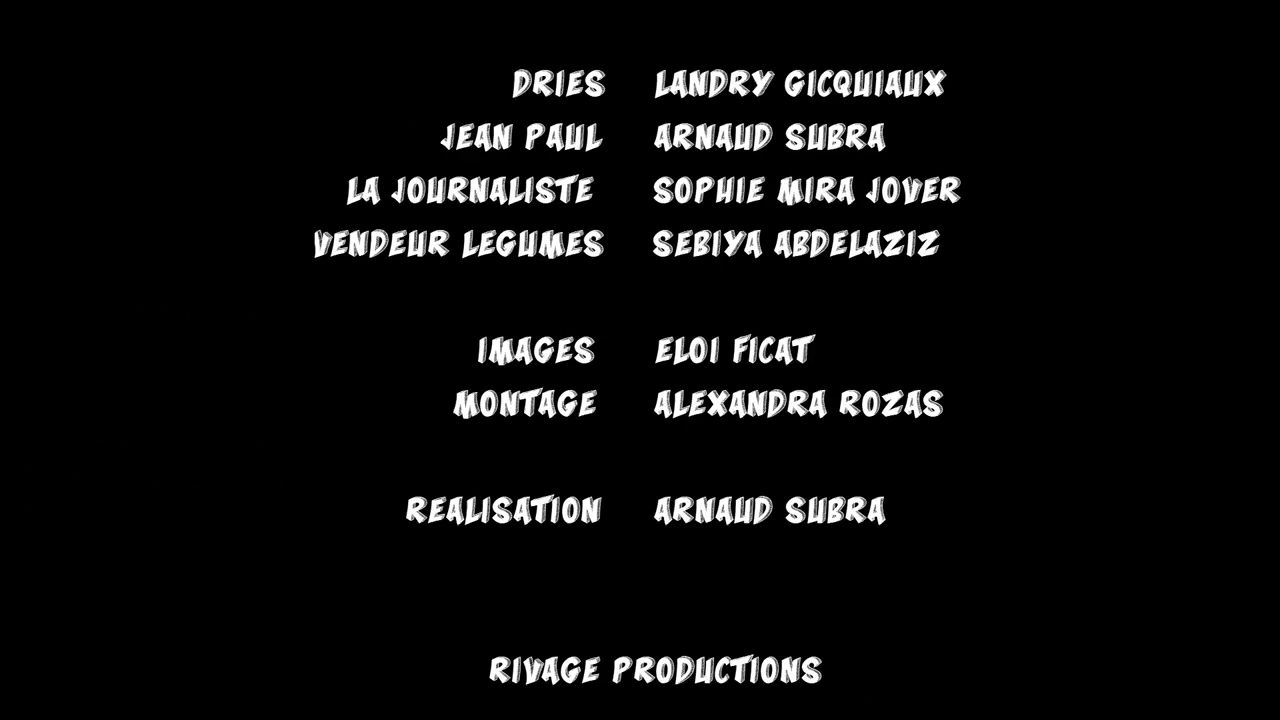 DRIES LANDRY GICQUIAUX
JEAN PAUL ARNAUD SUBRA
LA JOURNALISTE SOPHIE MIRA JOVER
VENDEUR LEGUMES SEBIYA ABDELAZIZ
IMAGES ELOI FICAT
MONTAGE ALEXANDRA ROZAS
REALISATION ARNAUD SUBRA
RIVAGE PRODUCTIONS